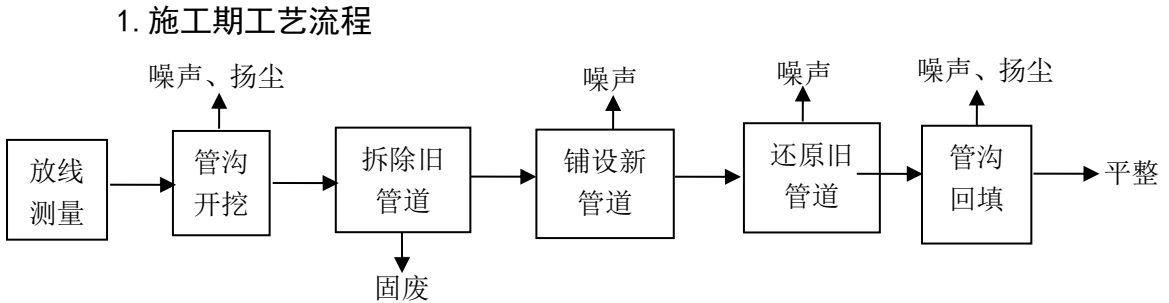 1.施工期工艺流程
噪声、扬尘
噪声
噪声
噪声、扬尘
放线
测量
管沟
开挖
拆除旧
管道
铺设新
管道
还原旧
管道
管沟
回填
平整
固废